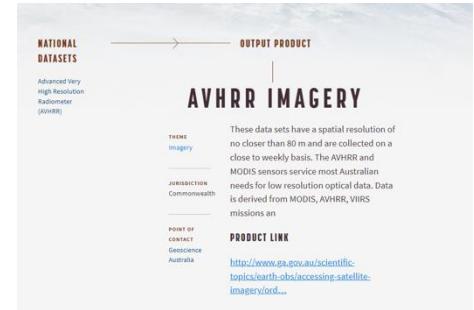 NATIONAL
DATASETS
Advanced Very
High Resolution
Radiometer
(AVHRR)
OUTPUT PRODUCT
AVHRR IMAGERY
THEME
Imagery
JURISDICTION
Commonwealth
POINT OF
CONTACT
Geoscience
Australia
These data sets have a spatial resolution of
no closer than 80 m and are collected on a
close to weekly basis. The AVHRR and
MODIS sensors service most Australian
needs for low resolution optical data. Data
is derived from MODIS, AVHRR, VIIRS
missions an
PRODUCT LINK
http://www.ga.gov.au/scientific-
topics/earth-obs/accessing-satellite-
imagery/ord...